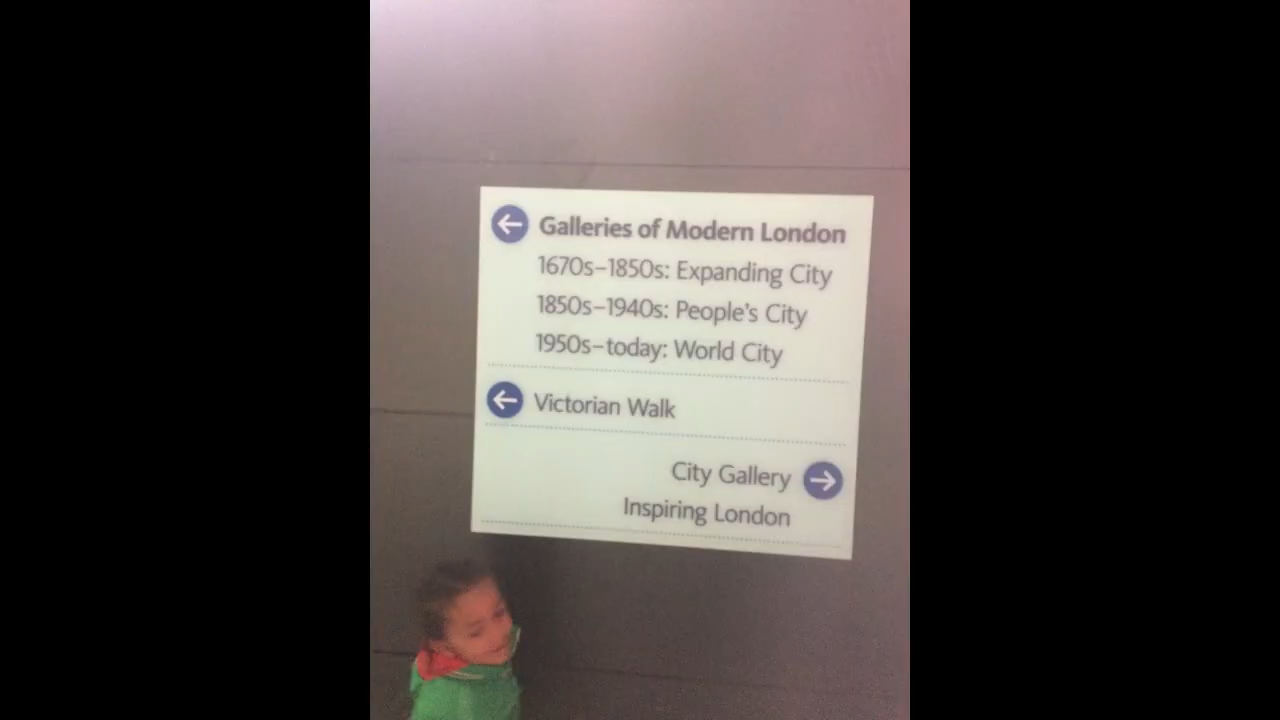 Galleries of Modern London
1670s–1850s: Expanding City
1850s–1940s: People's City
1950s–today: World City
Victorian Walk
City Gallery
Inspiring London